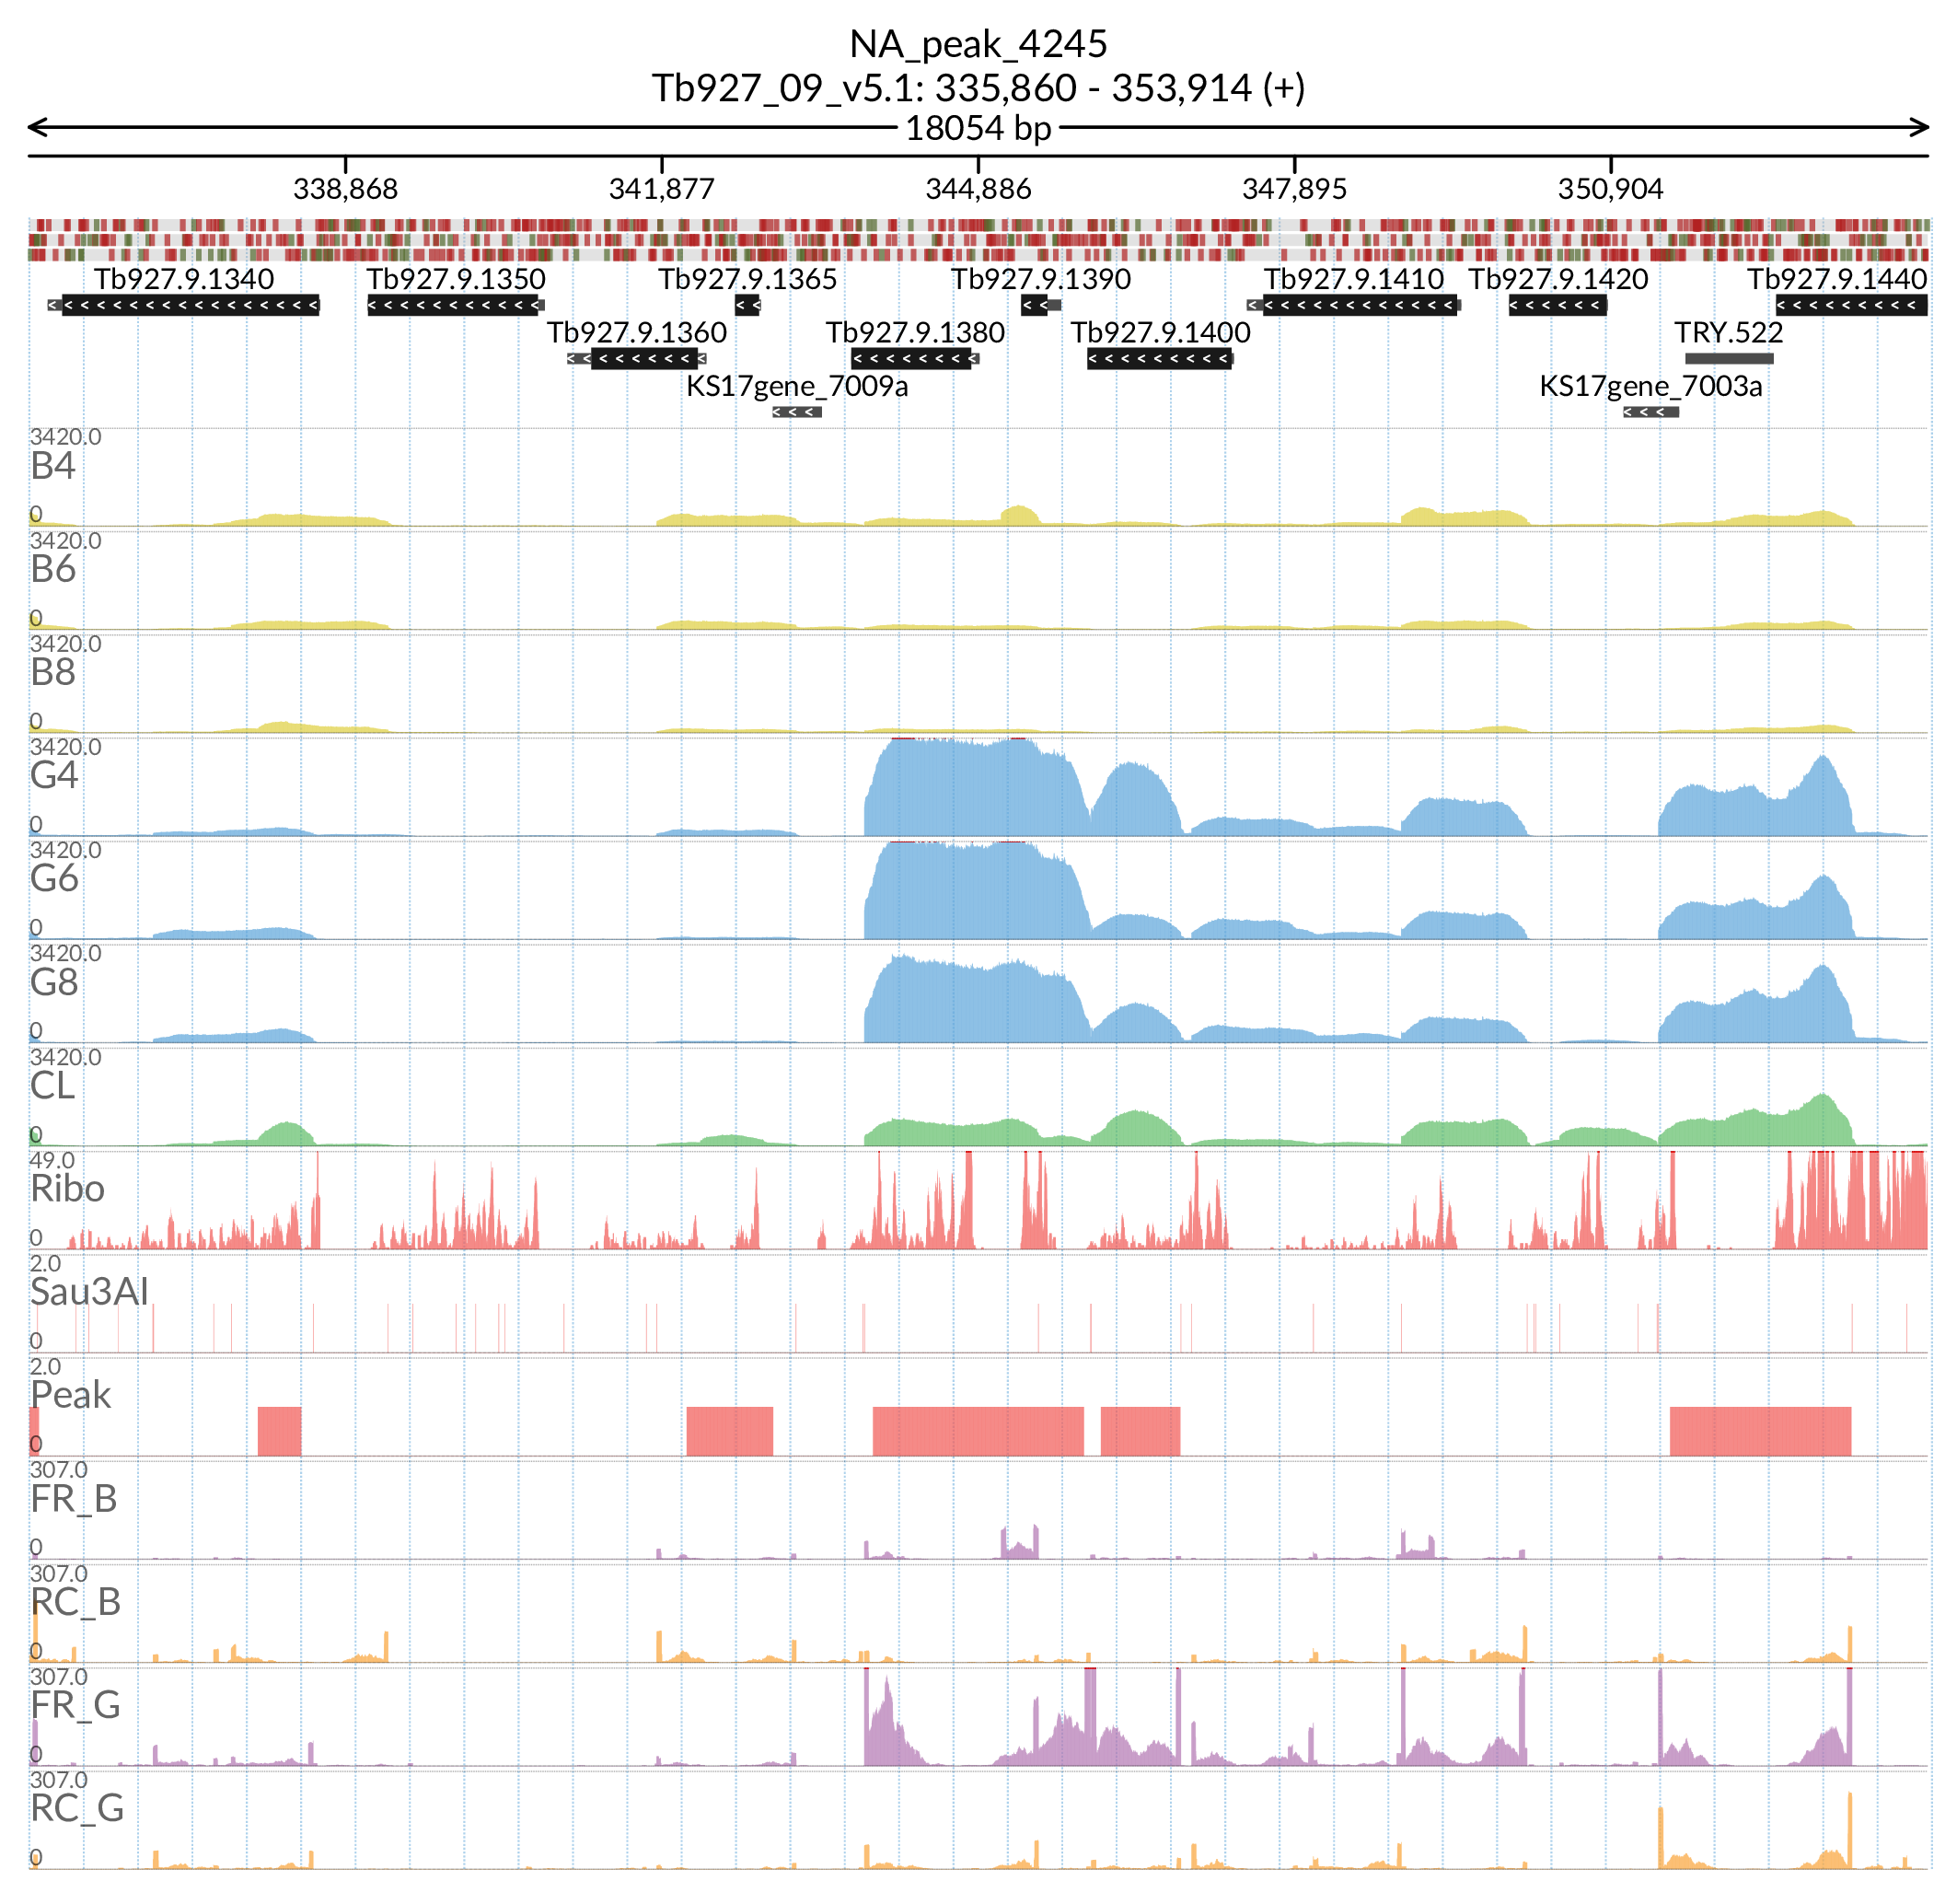 NA_peak_4245
Tb927_09_v5.1: 335,860 - 353,914 (+)
18054 bp
338,868 341,877 344,886 347,895 350,904
Tb927.9.1340 Tb927.9.1350 Tb927.9.1365 Tb927.9.1390 Tb927.9.1410 Tb927.9.1420 Tb927.9.1440
Tb927.9.1360 Tb927.9.1380 Tb927.9.1400 TRY.522
KS17gene_7009a KS17gene_7003a
3420.0
B4
0
3420.0
B6
0
3420.0
B8
0
3420.0
G4
0
3420.0
G6
0
3420.0
G8
0
3420.0
CL
0
49.0
Ribo
0
2.0
Sau3AI
0
2.0
Peak
0
307.0
FR_B
0
307.0
RC_B
0
307.0
FR_G
0
307.0
RC_G
0